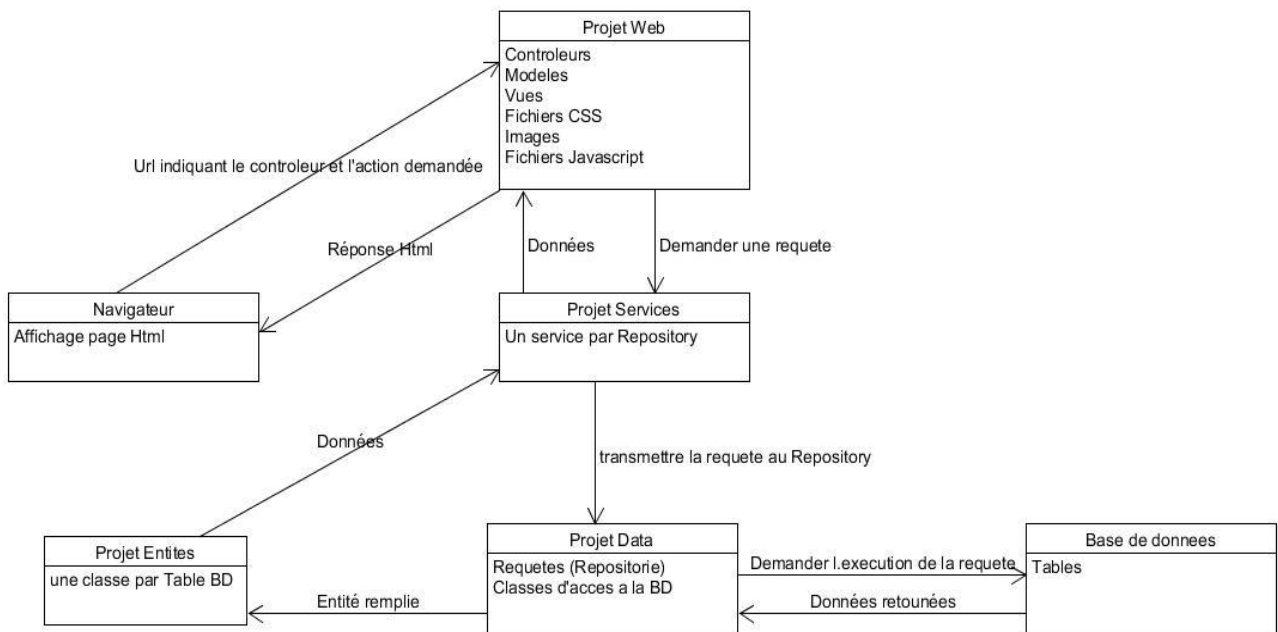 Projet Web
Controleurs
Modeles
Vues
Fichiers CSS
Images
Fichiers Javascript
Url indiquant le controleur et l'action demandée
Réponse Html
Données
Demander une requete
Navigateur
Affichage page Html
Projet Services
Un service par Repository
Données
transmettre la requete au Repository
Projet Entites
une classe par Table BD
Projet Data
Requetes (Repositorie)
Classes d'acces a la BD
Base de donnees
Tables
Demander l.execution de la requete
Entité remplie
Données retounées